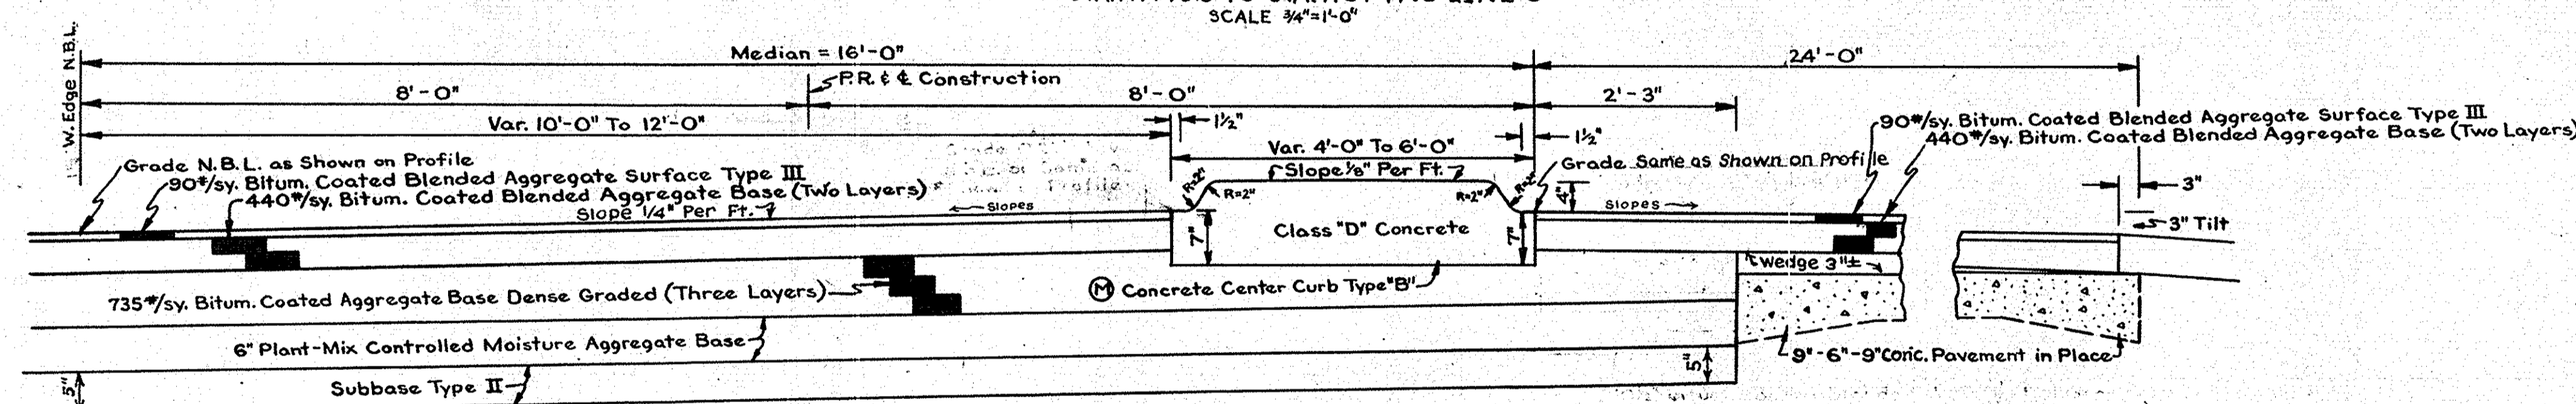 SCALE 3/4"=1'-0"
W. Edge N.B.L.
Median = 16'-0"
24'-0"
P.R. & ℄ Construction
8'-0"
8'-0"
2'-3"
Var. 10'-0" To 12'-0"
1½"
1½"
90#/sy. Bitum. Coated Blended Aggregate Surface Type III
440#/sy. Bitum. Coated Blended Aggregate Base (Two Layers)
Var. 4'-0" To 6'-0"
Grade N.B.L. as Shown on Profile
Grade Same as Shown on Profile
90#/sy. Bitum. Coated Blended Aggregate Surface Type III
Slope ⅛" Per Ft.
440#/sy. Bitum. Coated Blended Aggregate Base (Two Layers)
R=2"
R=2"
R=2"
R=2"
4"
3"
Slope 1/4" Per Ft.
Slopes
Slopes
3" Tilt
7"
Class "D" Concrete
7"
Wedge 3"±
735#/sy. Bitum. Coated Aggregate Base Dense Graded (Three Layers)
M Concrete Center Curb Type "B"
6" Plant-Mix Controlled Moisture Aggregate Base
9"-6"-9" Conc. Pavement in Place
5"
5"
Subbase Type II